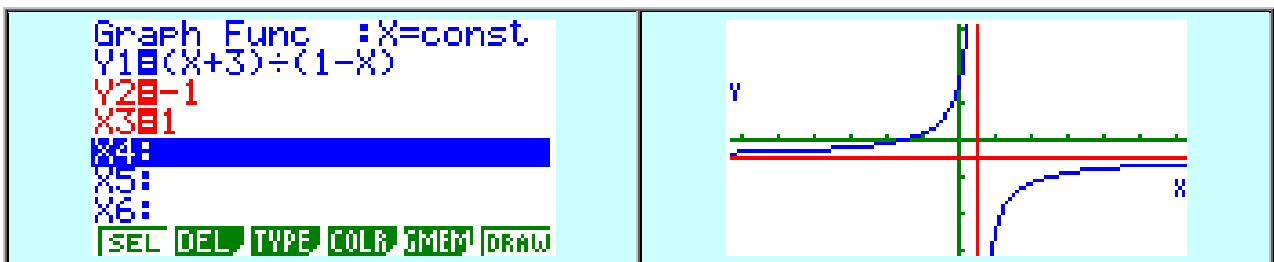 Graph Func :X=const
Y1=(X+3)÷(1-X)
Y2=-1
X3=1
X4:
X5:
X6:
SEL DEL TYPE COLR GMEM DRAW
Y
X